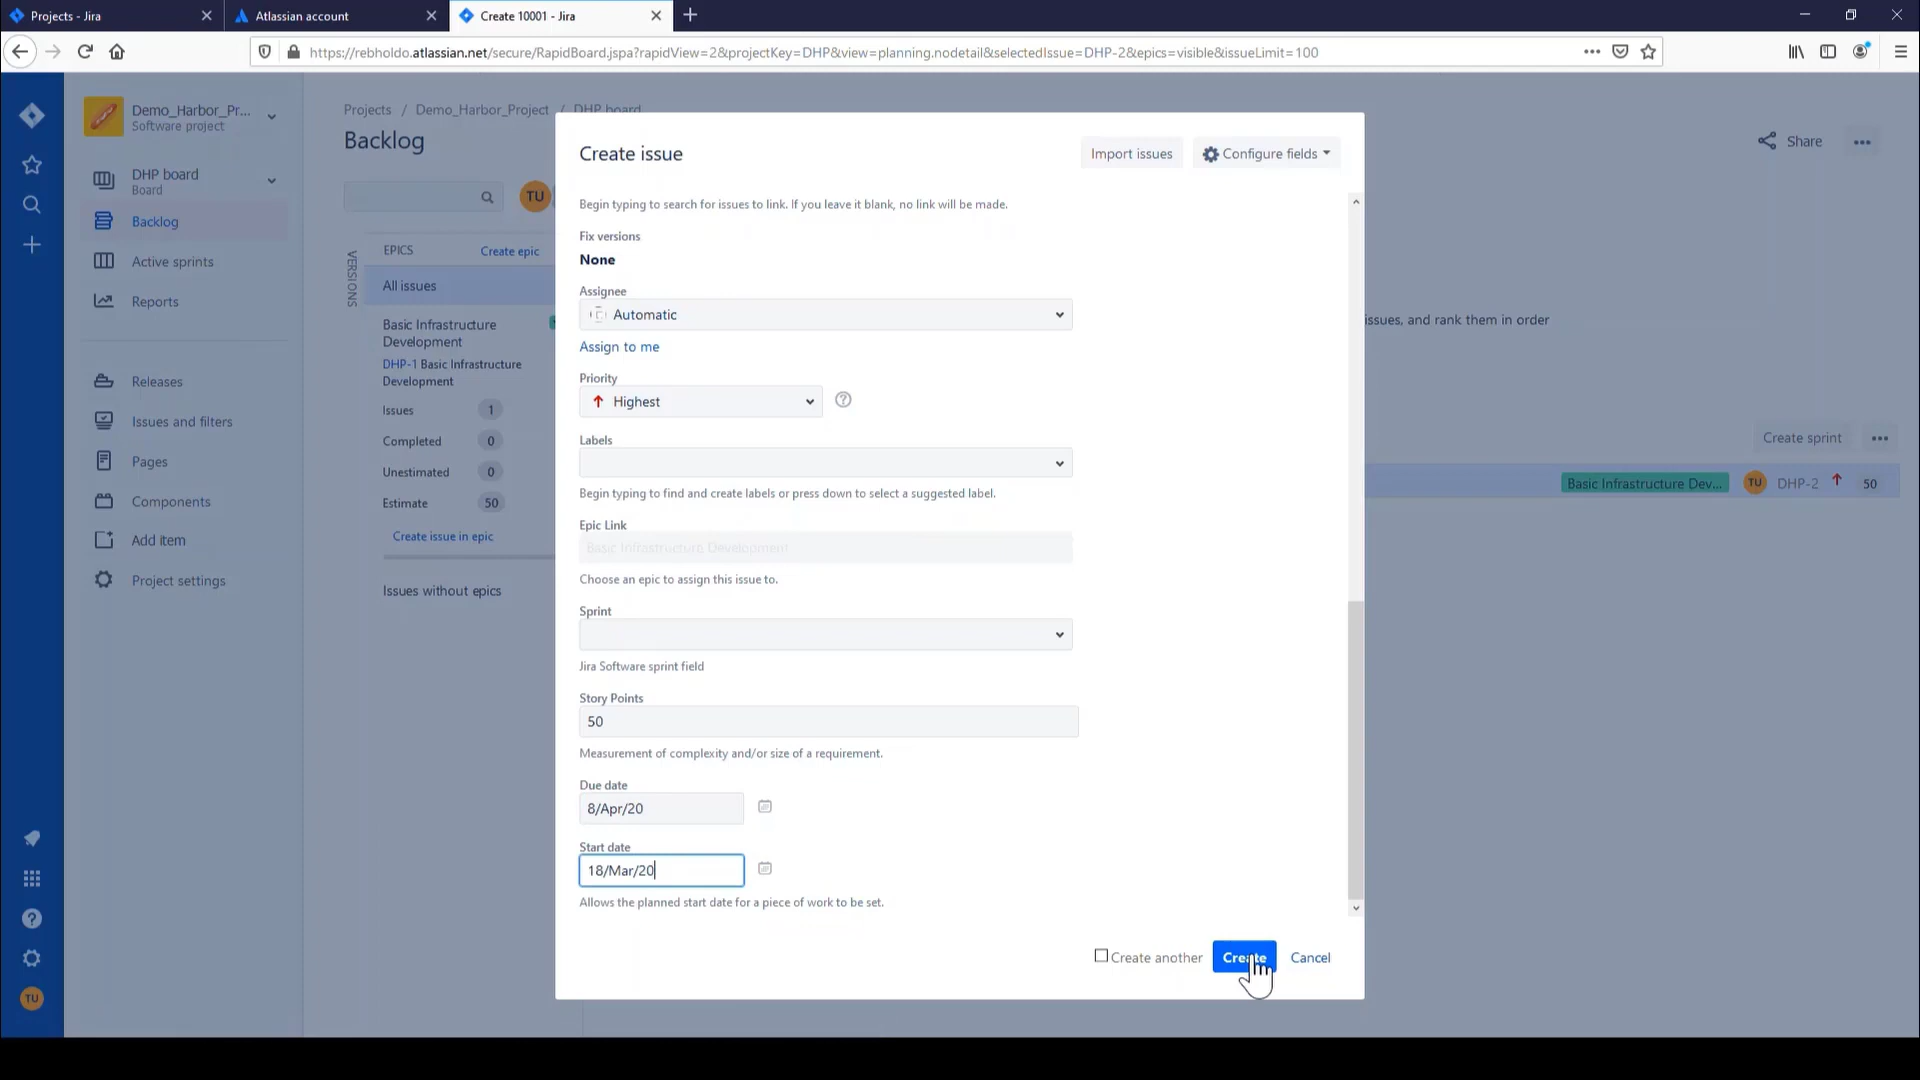 Projects - Jira
Atlassian account
Create 10001 - Jira
https://rebholdo.atlassian.net/secure/RapidBoard.jspa?rapidView=2&projectKey=DHP&view=planning.nodetail&selectedIssue=DHP-2&epics=visible&issueLimit=100
Demo_Harbor_Pr...
Software project
DHP board
Board
Backlog
Active sprints
Reports
Releases
Issues and filters
Pages
Components
Add item
Project settings
TU
Projects / Demo_Harbor_Project / DHP board
Backlog
Share
TU
VERSIONS
EPICS
Create epic
All issues
Basic Infrastructure
Development
DHP-1 Basic Infrastructure
Development
Issues 1
Completed 0
Unestimated 0
Estimate 50
Create issue in epic
Issues without epics
Create issue
Import issues
Configure fields
Begin typing to search for issues to link. If you leave it blank, no link will be made.
Fix versions
None
Assignee
Automatic
Assign to me
Priority
Highest
Labels
Begin typing to find and create labels or press down to select a suggested label.
Epic Link
Basic Infrastructure Development
Choose an epic to assign this issue to.
Sprint
Jira Software sprint field
Story Points
50
Measurement of complexity and/or size of a requirement.
Due date
8/Apr/20
Start date
18/Mar/20
Allows the planned start date for a piece of work to be set.
Create another
Create
Cancel
issues, and rank them in order
Create sprint
Basic Infrastructure Dev... TU DHP-2 50